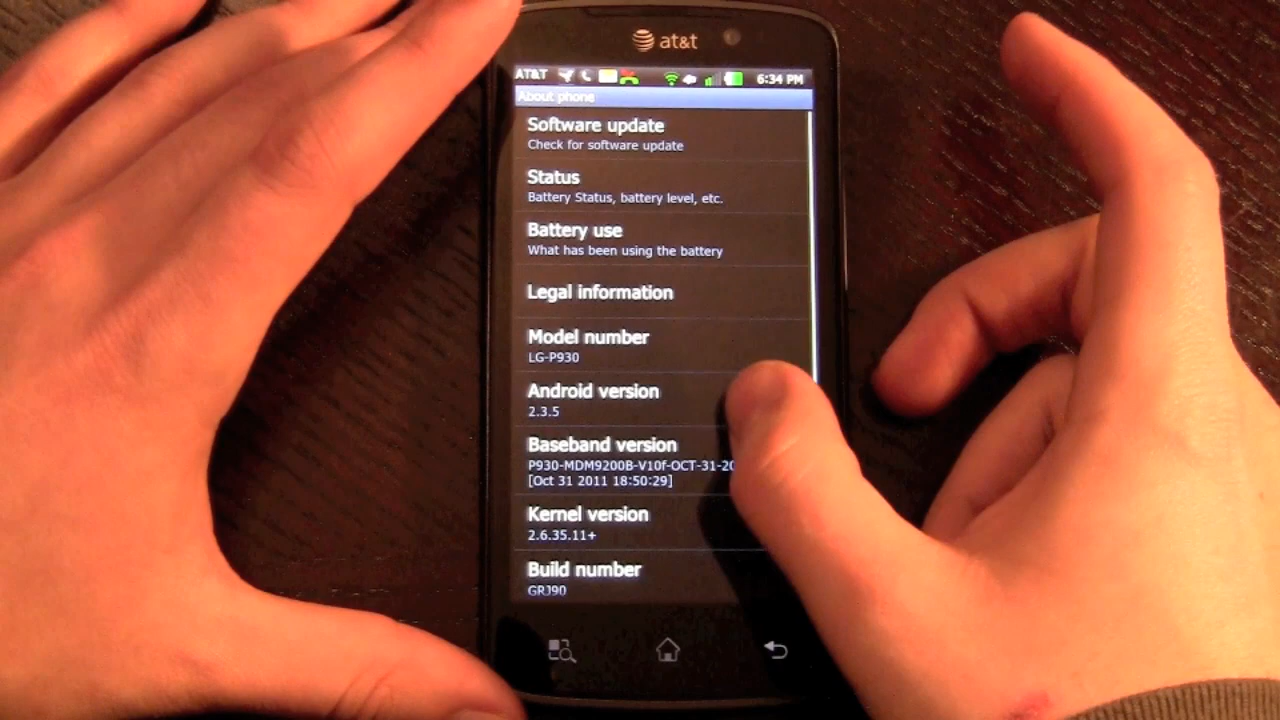 at&t
AT&T 6:34 PM
About phone
Software update
Check for software update
Status
Battery Status, battery level, etc.
Battery use
What has been using the battery
Legal information
Model number
LG-P930
Android version
2.3.5
Baseband version
P930-MDM9200B-V10f-OCT-31-20
[Oct 31 2011 18:50:29]
Kernel version
2.6.35.11+
Build number
GRJ90